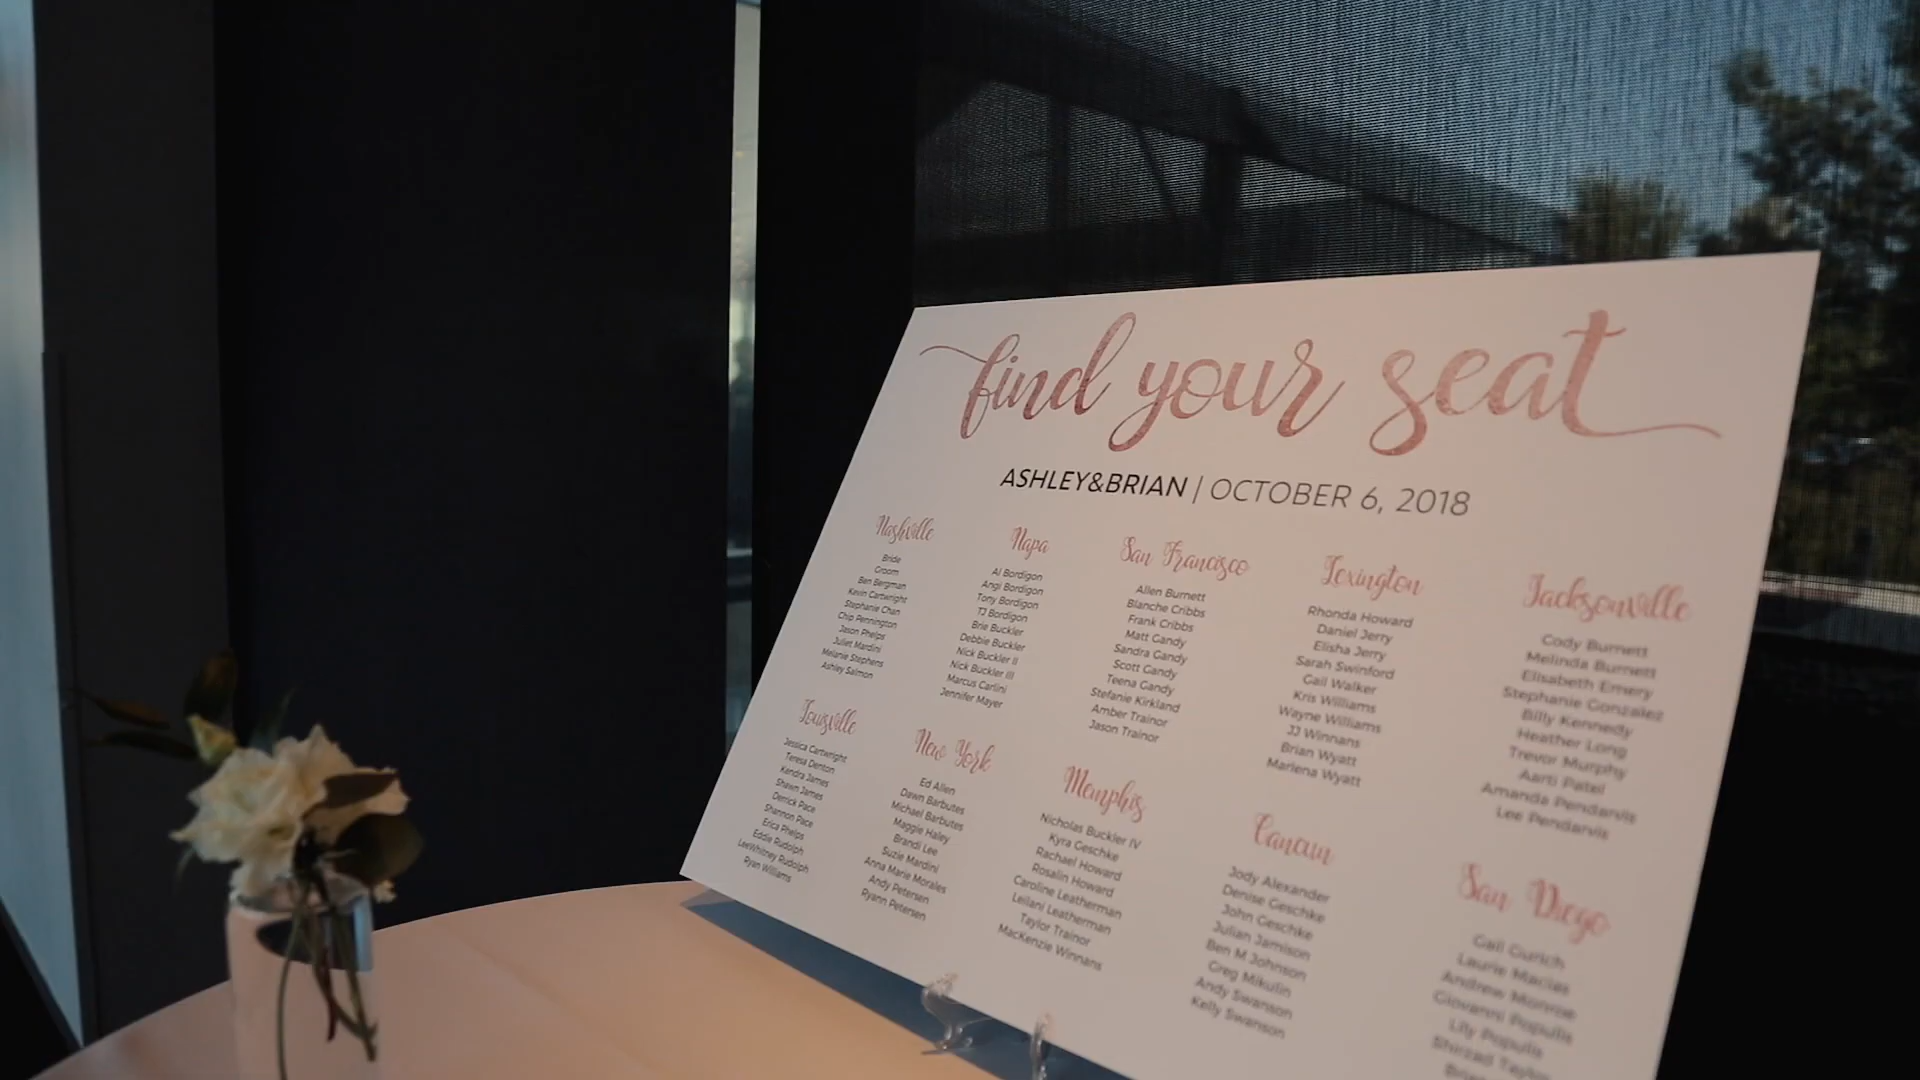 find your seat
ASHLEY&BRIAN | OCTOBER 6, 2018
Nashville
Bride
Groom
Ben Bergman
Kevin Cartwright
Stephanie Chan
Chip Pennington
Jason Phelps
Juliet Mardini
Melanie Stephens
Ashley Salmon
Napa
Al Bordigon
Angi Bordigon
Tony Bordigon
TJ Bordigon
Brie Buckler
Debbie Buckler
Nick Buckler II
Nick Buckler III
Marcus Carlini
Jennifer Mayer
San Francisco
Allen Burnett
Blanche Cribbs
Frank Cribbs
Matt Gandy
Sandra Gandy
Scott Gandy
Teena Gandy
Stefanie Kirkland
Amber Trainor
Jason Trainor
Lexington
Rhonda Howard
Daniel Jerry
Elisha Jerry
Sarah Swinford
Gail Walker
Kris Williams
Wayne Williams
JJ Winnans
Brian Wyatt
Marlena Wyatt
Jacksonville
Cody Burnett
Melinda Burnett
Elisabeth Emery
Stephanie Gonzalez
Billy Kennedy
Heather Long
Trevor Murphy
Aarti Patel
Amanda Pendarvis
Lee Pendarvis
Louisville
Jessica Cartwright
Teresa Denton
Kendra James
Shawn James
Derrick Pace
Shannon Pace
Erica Phelps
Eddie Rudolph
LeeWhitney Rudolph
Ryan Williams
New York
Ed Allen
Dawn Barbutes
Michael Barbutes
Maggie Haley
Brandi Lee
Suzie Mardini
Anna Marie Morales
Andy Petersen
Ryann Petersen
Memphis
Nicholas Buckler IV
Kyra Geschke
Rachael Howard
Rosalin Howard
Caroline Leatherman
Leilani Leatherman
Taylor Trainor
MacKenzie Winnans
Cancun
Jody Alexander
Denise Geschke
John Geschke
Julian Jamison
Ben M Johnson
Greg Mikulin
Andy Swanson
Kelly Swanson
San Diego
Gail Gurich
Laurie Macias
Andrew Monroe
Giovanni Populis
Lily Populis
Shirzad Taylor